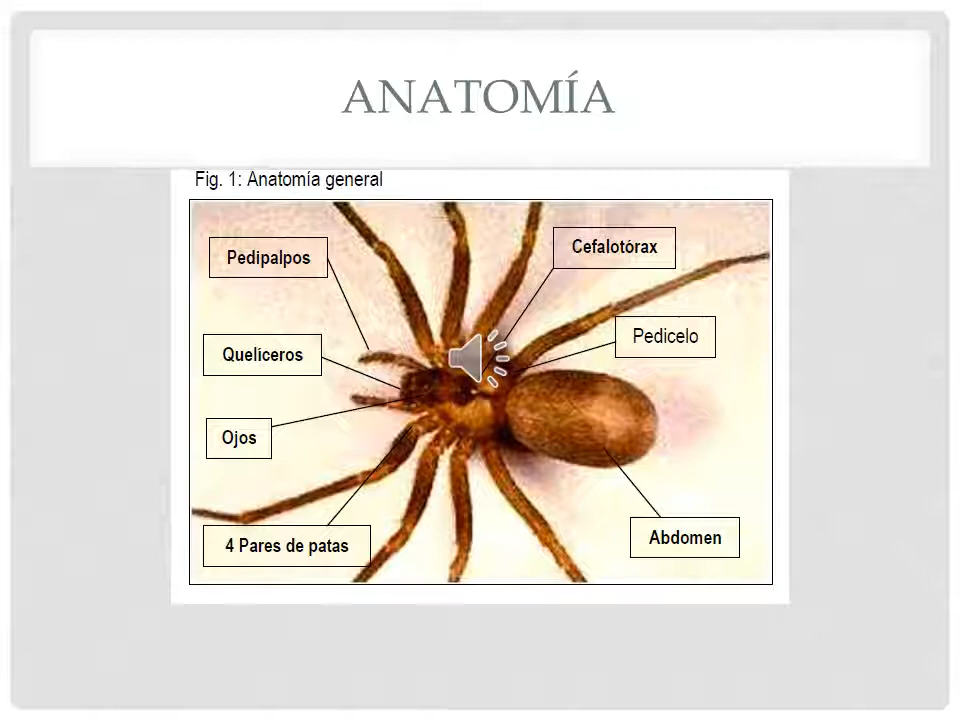 ANATOMÍA
Fig. 1: Anatomía general
Pedipalpos
Cefalotórax
Pedicelo
Quelíceros
Ojos
4 Pares de patas
Abdomen